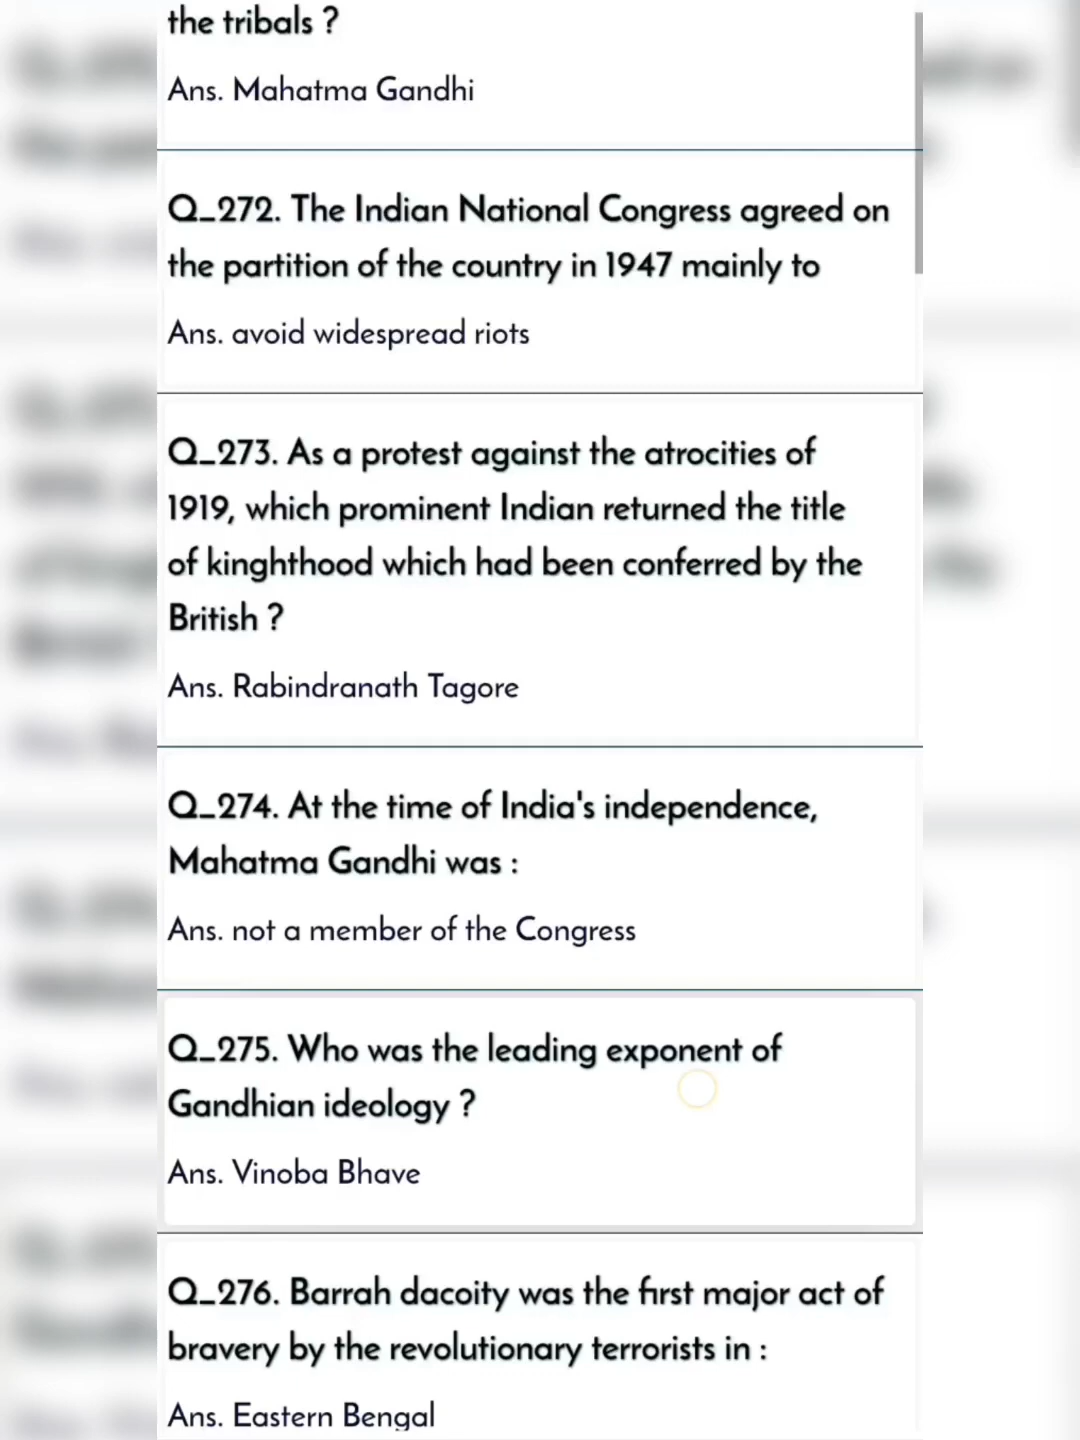 the tribals ?
Ans. Mahatma Gandhi
Q_272. The Indian National Congress agreed on
the partition of the country in 1947 mainly to
Ans. avoid widespread riots
Q_273. As a protest against the atrocities of
1919, which prominent Indian returned the title
of kinghthood which had been conferred by the
British ?
Ans. Rabindranath Tagore
Q_274. At the time of India's independence,
Mahatma Gandhi was :
Ans. not a member of the Congress
Q_275. Who was the leading exponent of
Gandhian ideology ?
Ans. Vinoba Bhave
Q_276. Barrah dacoity was the first major act of
bravery by the revolutionary terrorists in :
Ans. Eastern Bengal